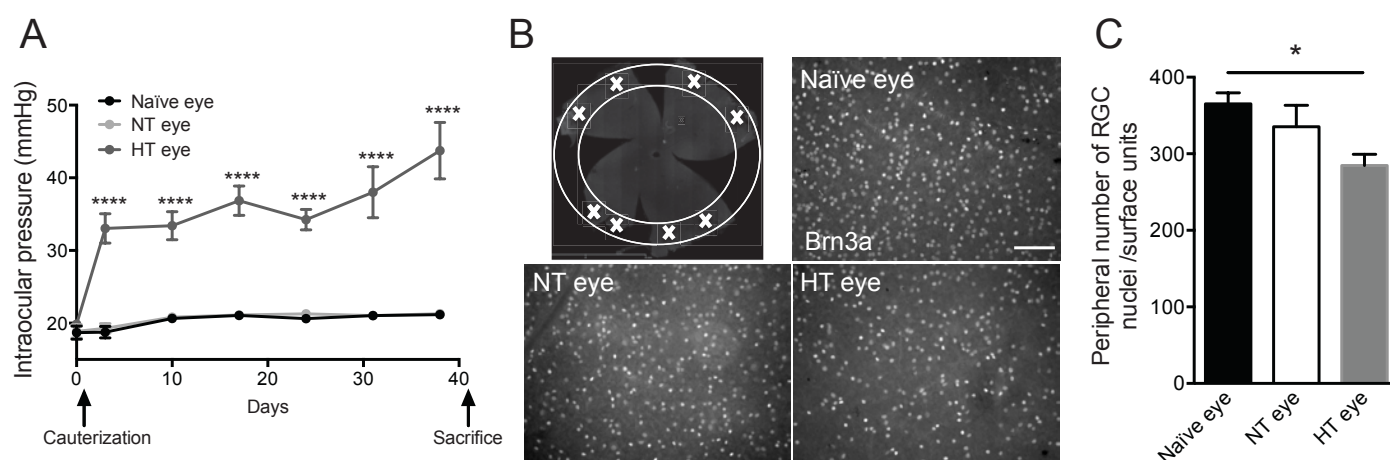 A
Intraocular pressure (mmHg)
50
40
30
20
Naïve eye
NT eye
HT eye
****
****
****
****
****
****
0
10
20
30
40
Days
Cauterization
Sacrifice
B
Naïve eye
Brn3a
NT eye
HT eye
C
*
Peripheral number of RGC
nuclei /surface units
400
300
200
100
0
Naïve eye
NT eye
HT eye